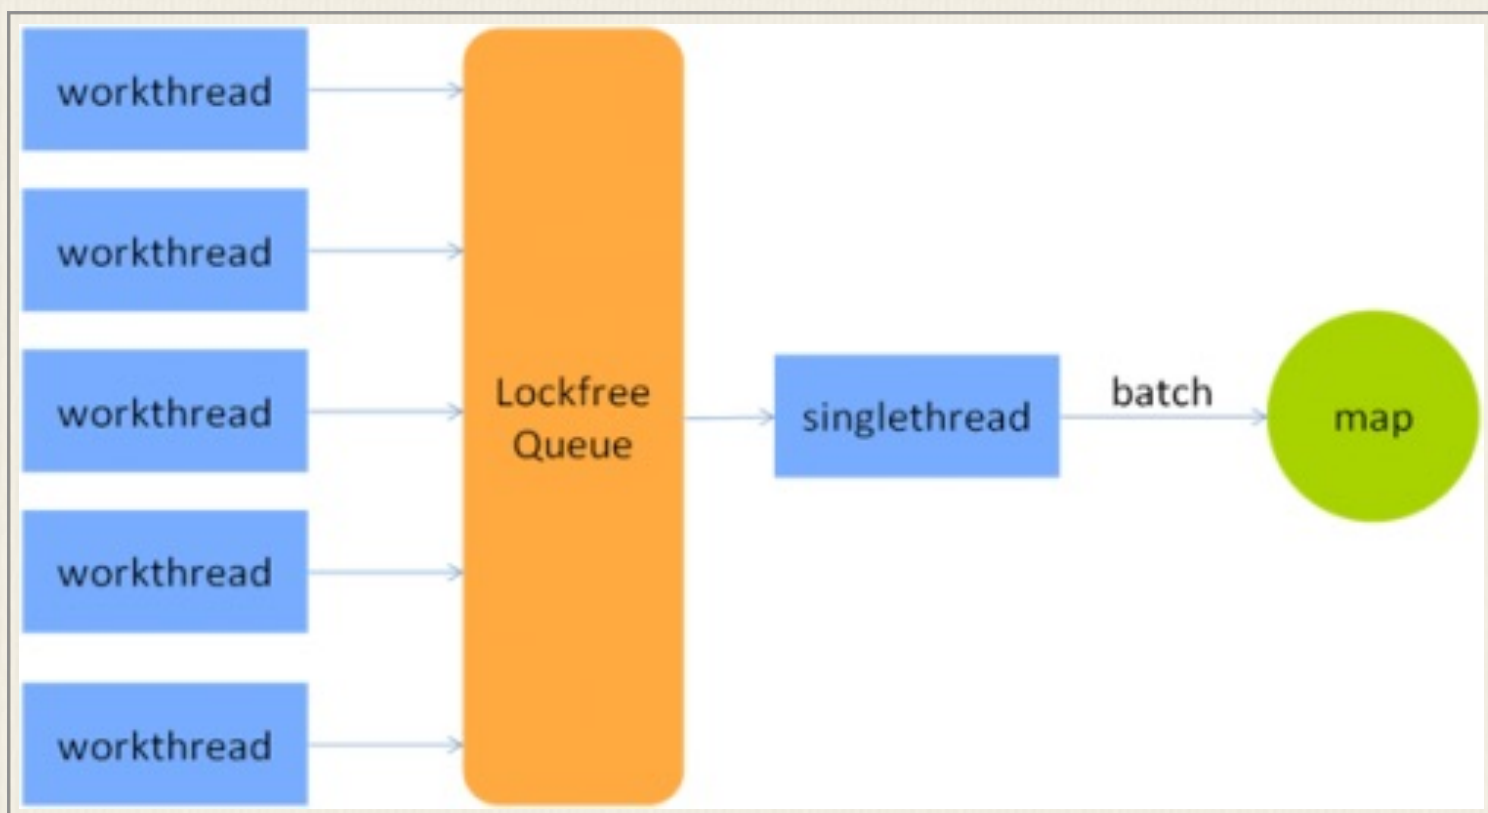 workthread
workthread
workthread
workthread
workthread
Lockfree
Queue
singlethread
batch
map